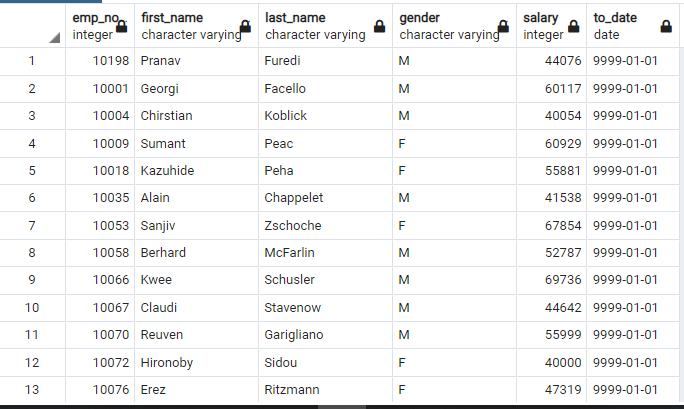 emp_no first_name last_name gender salary to_date
integer character varying character varying character varying integer date
1 10198 Pranav Furedi M 44076 9999-01-01
2 10001 Georgi Facello M 60117 9999-01-01
3 10004 Chirstian Koblick M 40054 9999-01-01
4 10009 Sumant Peac F 60929 9999-01-01
5 10018 Kazuhide Peha F 55881 9999-01-01
6 10035 Alain Chappelet M 41538 9999-01-01
7 10053 Sanjiv Zschoche F 67854 9999-01-01
8 10058 Berhard McFarlin M 52787 9999-01-01
9 10066 Kwee Schusler M 69736 9999-01-01
10 10067 Claudi Stavenow M 44642 9999-01-01
11 10070 Reuven Garigliano M 55999 9999-01-01
12 10072 Hironoby Sidou F 40000 9999-01-01
13 10076 Erez Ritzmann F 47319 9999-01-01